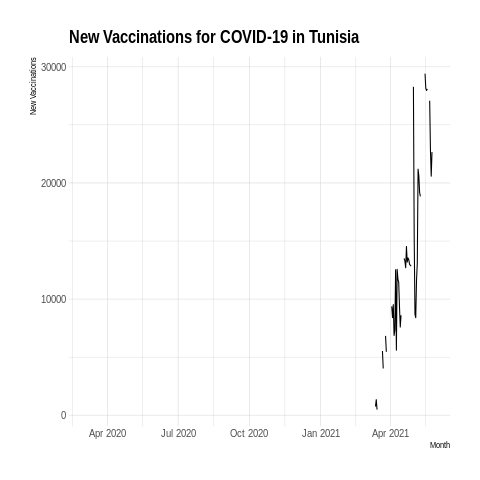 New Vaccinations for COVID-19 in Tunisia
New Vaccinations
30000
20000
10000
0
Apr 2020
Jul 2020
Oct 2020
Jan 2021
Apr 2021
Month